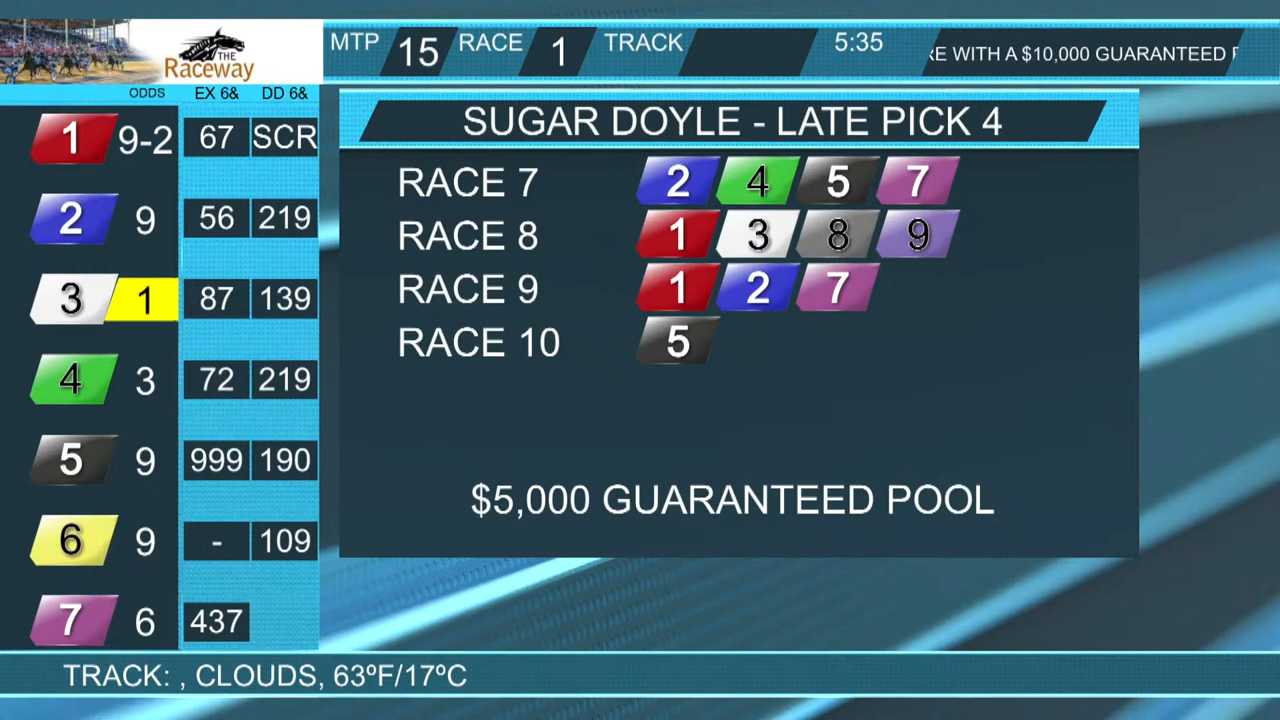 THE
Raceway
MTP 15 RACE 1 TRACK 5:35
RE WITH A $10,000 GUARANTEED
ODDS EX 6& DD 6&
1 9-2 67 SCR
2 9 56 219
3 1 87 139
4 3 72 219
5 9 999 190
6 9 - 109
7 6 437
SUGAR DOYLE - LATE PICK 4
RACE 7 2 4 5 7
RACE 8 1 3 8 9
RACE 9 1 2 7
RACE 10 5
$5,000 GUARANTEED POOL
TRACK: , CLOUDS, 63ºF/17ºC